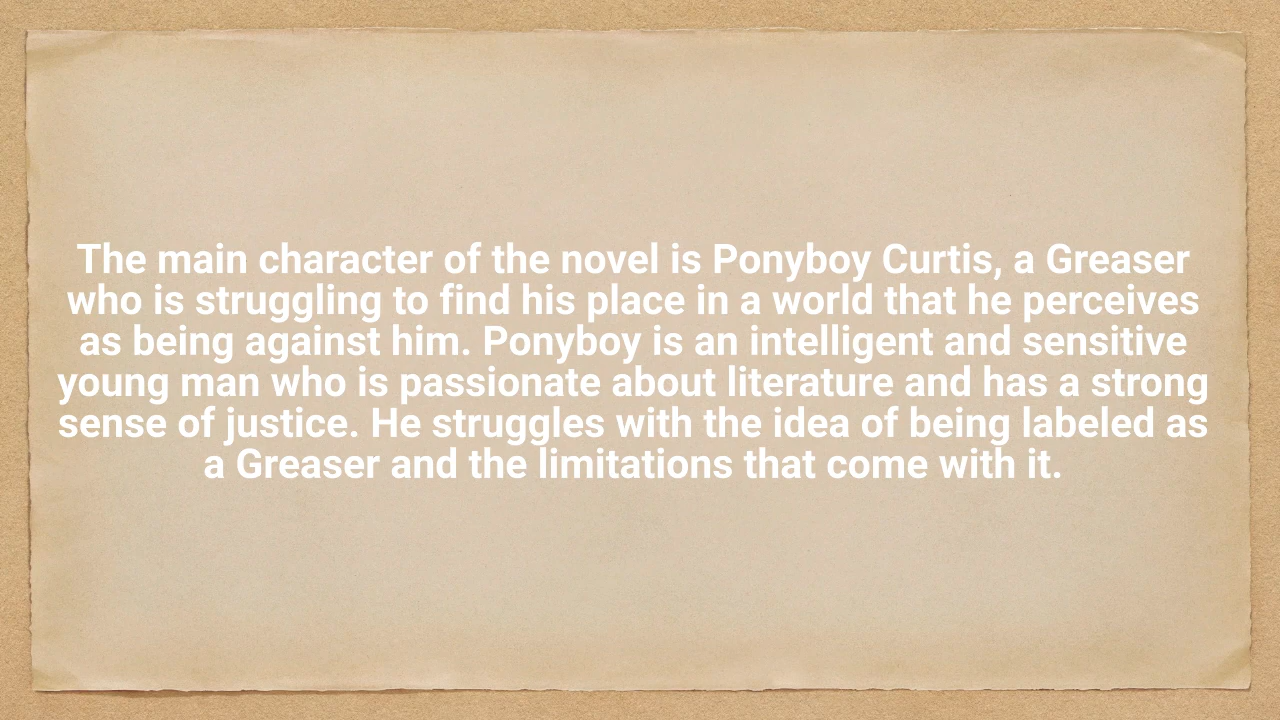 The main character of the novel is Ponyboy Curtis, a Greaser
who is struggling to find his place in a world that he perceives
as being against him. Ponyboy is an intelligent and sensitive
young man who is passionate about literature and has a strong
sense of justice. He struggles with the idea of being labeled as
a Greaser and the limitations that come with it.